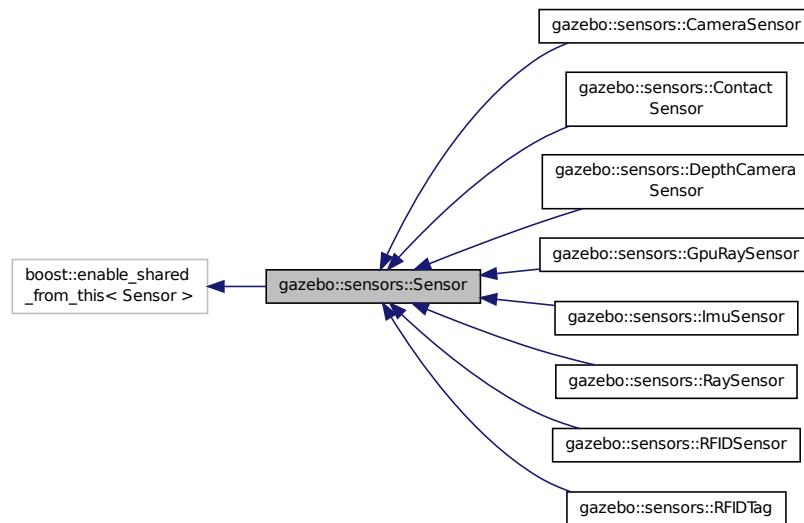 gazebo::sensors::CameraSensor
gazebo::sensors::Contact
Sensor
gazebo::sensors::DepthCamera
Sensor
gazebo::sensors::GpuRaySensor
boost::enable_shared
_from_this< Sensor >
gazebo::sensors::Sensor
gazebo::sensors::ImuSensor
gazebo::sensors::RaySensor
gazebo::sensors::RFIDSensor
gazebo::sensors::RFIDTag